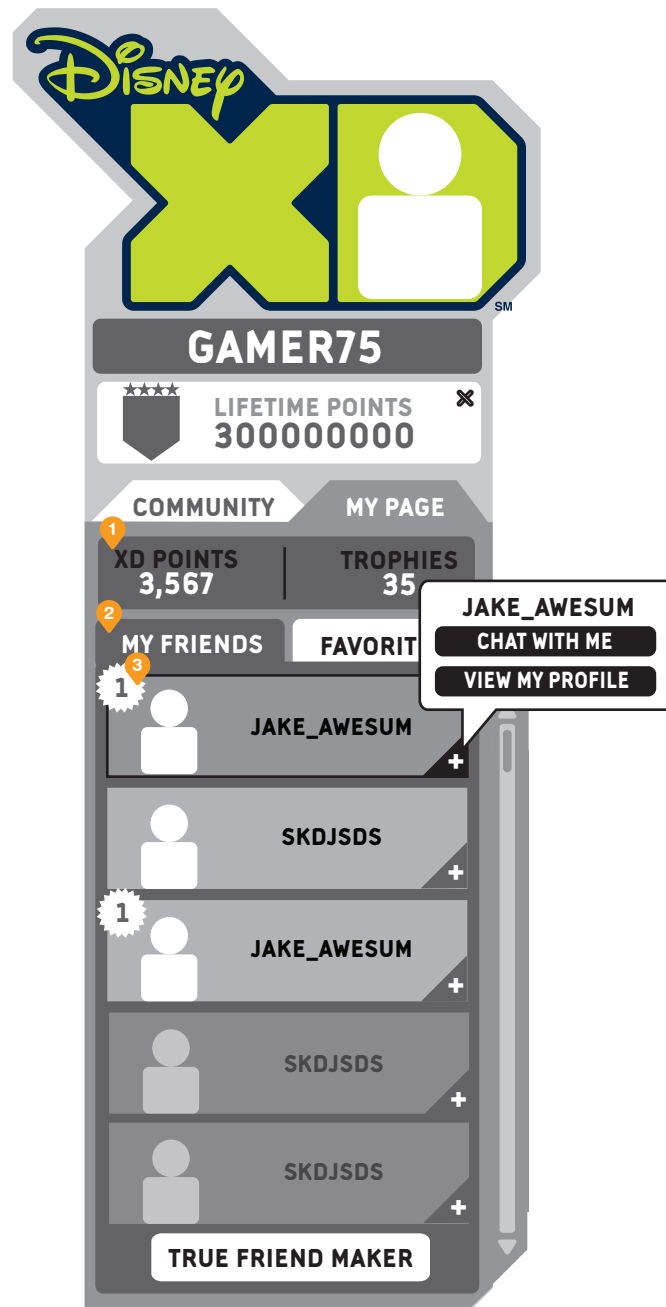 DISNEY
XD
SM
GAMER75
LIFETIME POINTS
300000000
COMMUNITY
MY PAGE
1
XD POINTS
3,567
TROPHIES
35
2
MY FRIENDS
FAVORIT
JAKE_AWESUM
CHAT WITH ME
VIEW MY PROFILE
3
1
JAKE_AWESUM
+
SKDJSDS
+
1
JAKE_AWESUM
+
SKDJSDS
+
SKDJSDS
+
TRUE FRIEND MAKER